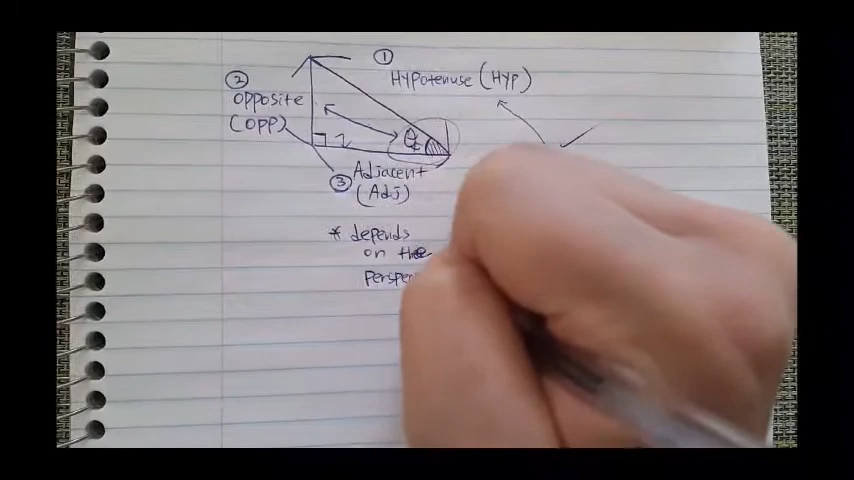 ①
Hypotenuse (HYP)
②
Opposite
(OPP)
θ
③ Adjacent
(Adj)
* depends
on the